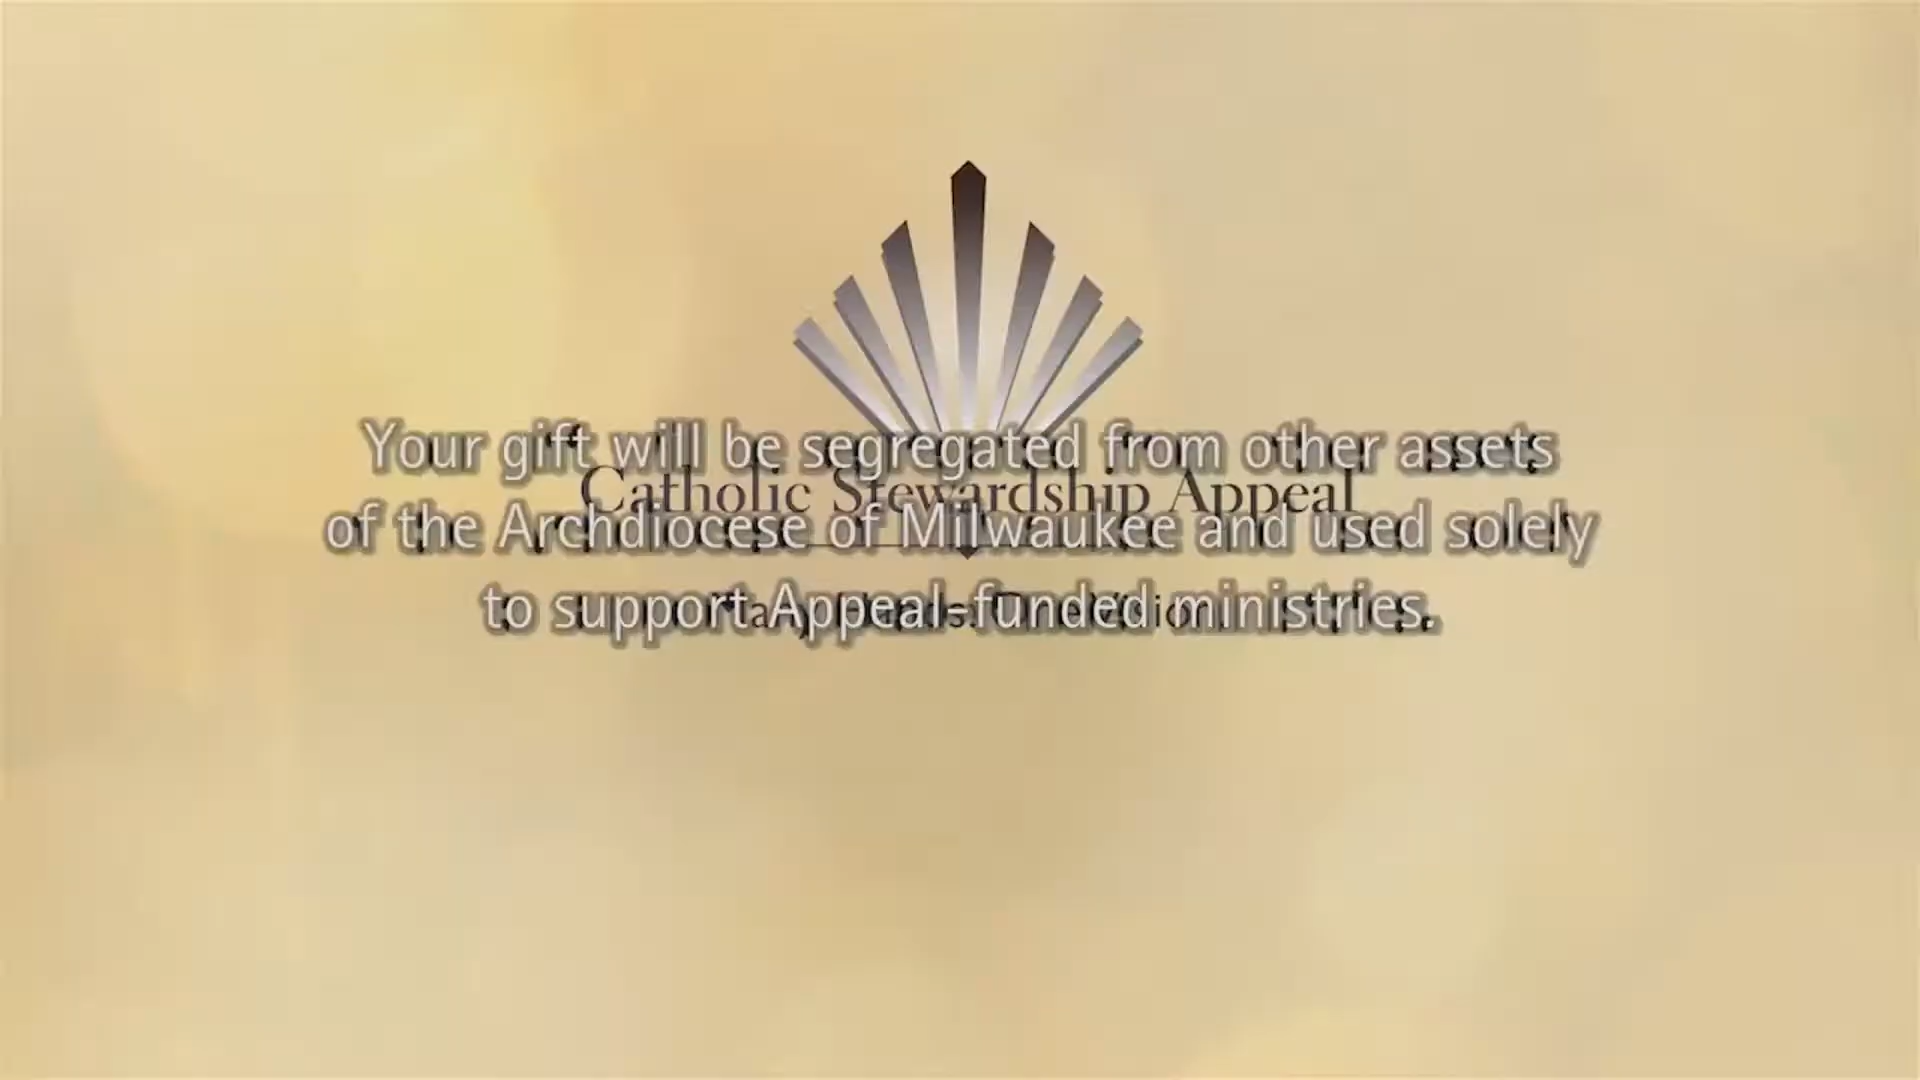 Your gift will be segregated from other assets
Catholic Stewardship Appeal
of the Archdiocese of Milwaukee and used solely
to support Appeal-funded ministries.